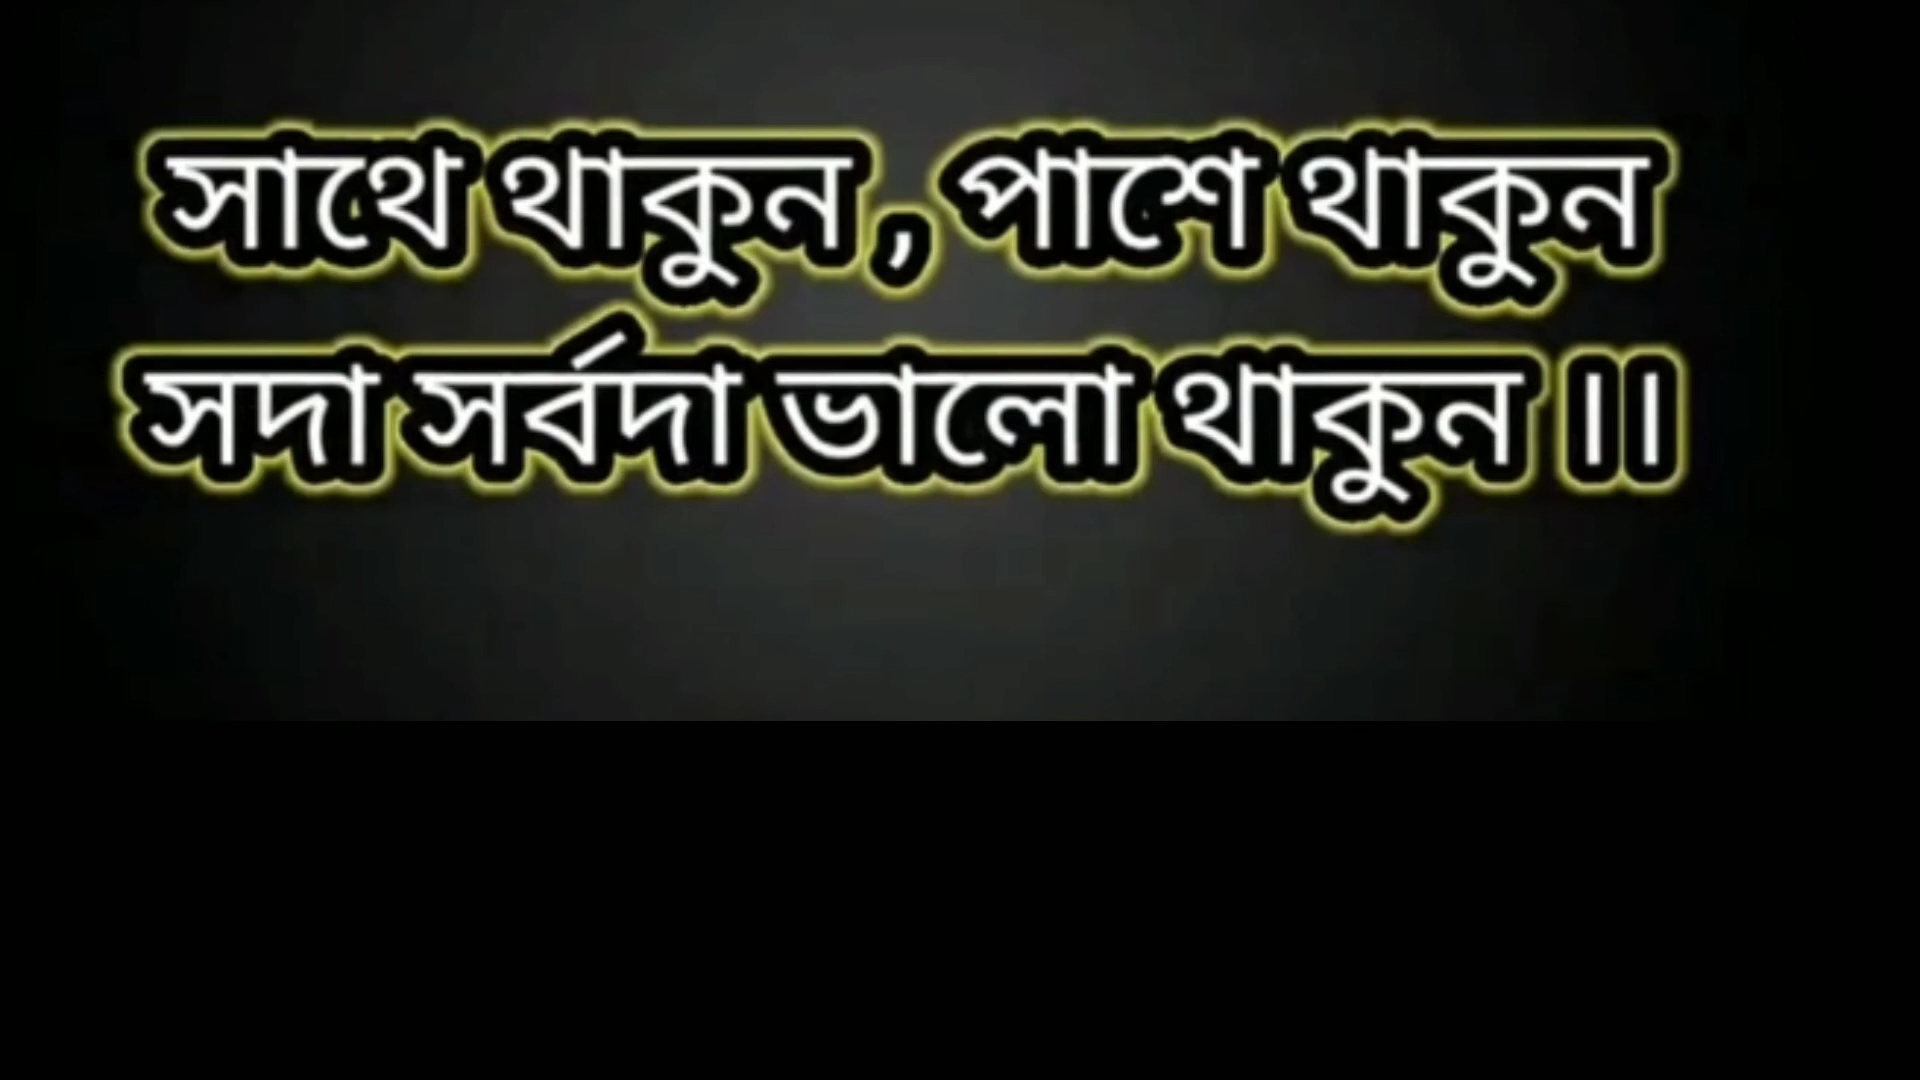 সাথে থাকুন , পাশে থাকুন
সদা সর্বদা ভালো থাকুন ।।